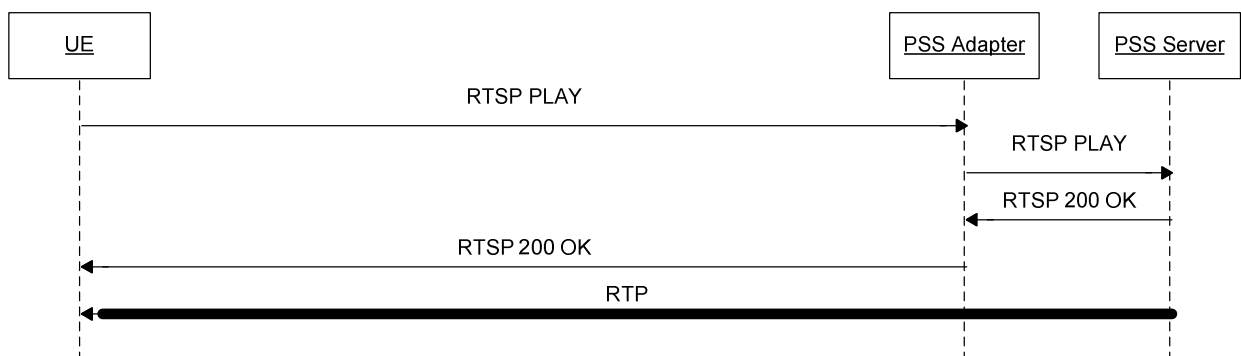 UE
PSS Adapter
PSS Server
RTSP PLAY
RTSP PLAY
RTSP 200 OK
RTSP 200 OK
RTP